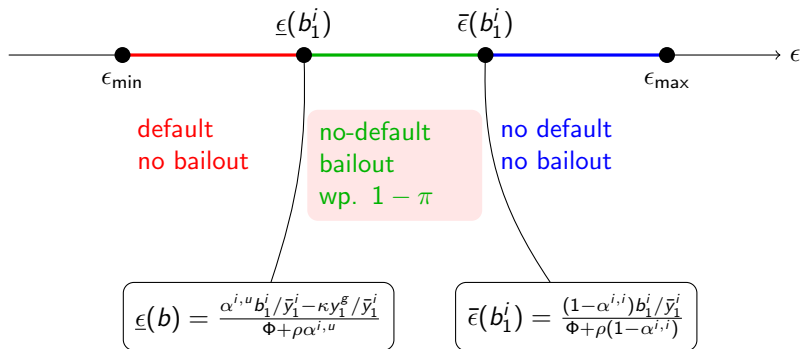 ϵ̲(b₁ⁱ) ϵ̄(b₁ⁱ)
ϵ
ϵ_min ϵ_max
default no-default no default
no bailout bailout no bailout
wp. 1 − π
ϵ̲(b) = (α^{i,u} b₁ⁱ/ȳ₁ⁱ − κy₁ᵍ/ȳ₁ⁱ) / (Φ+ρα^{i,u})
ϵ̄(b₁ⁱ) = ((1−α^{i,i})b₁ⁱ/ȳ₁ⁱ) / (Φ+ρ(1−α^{i,i}))